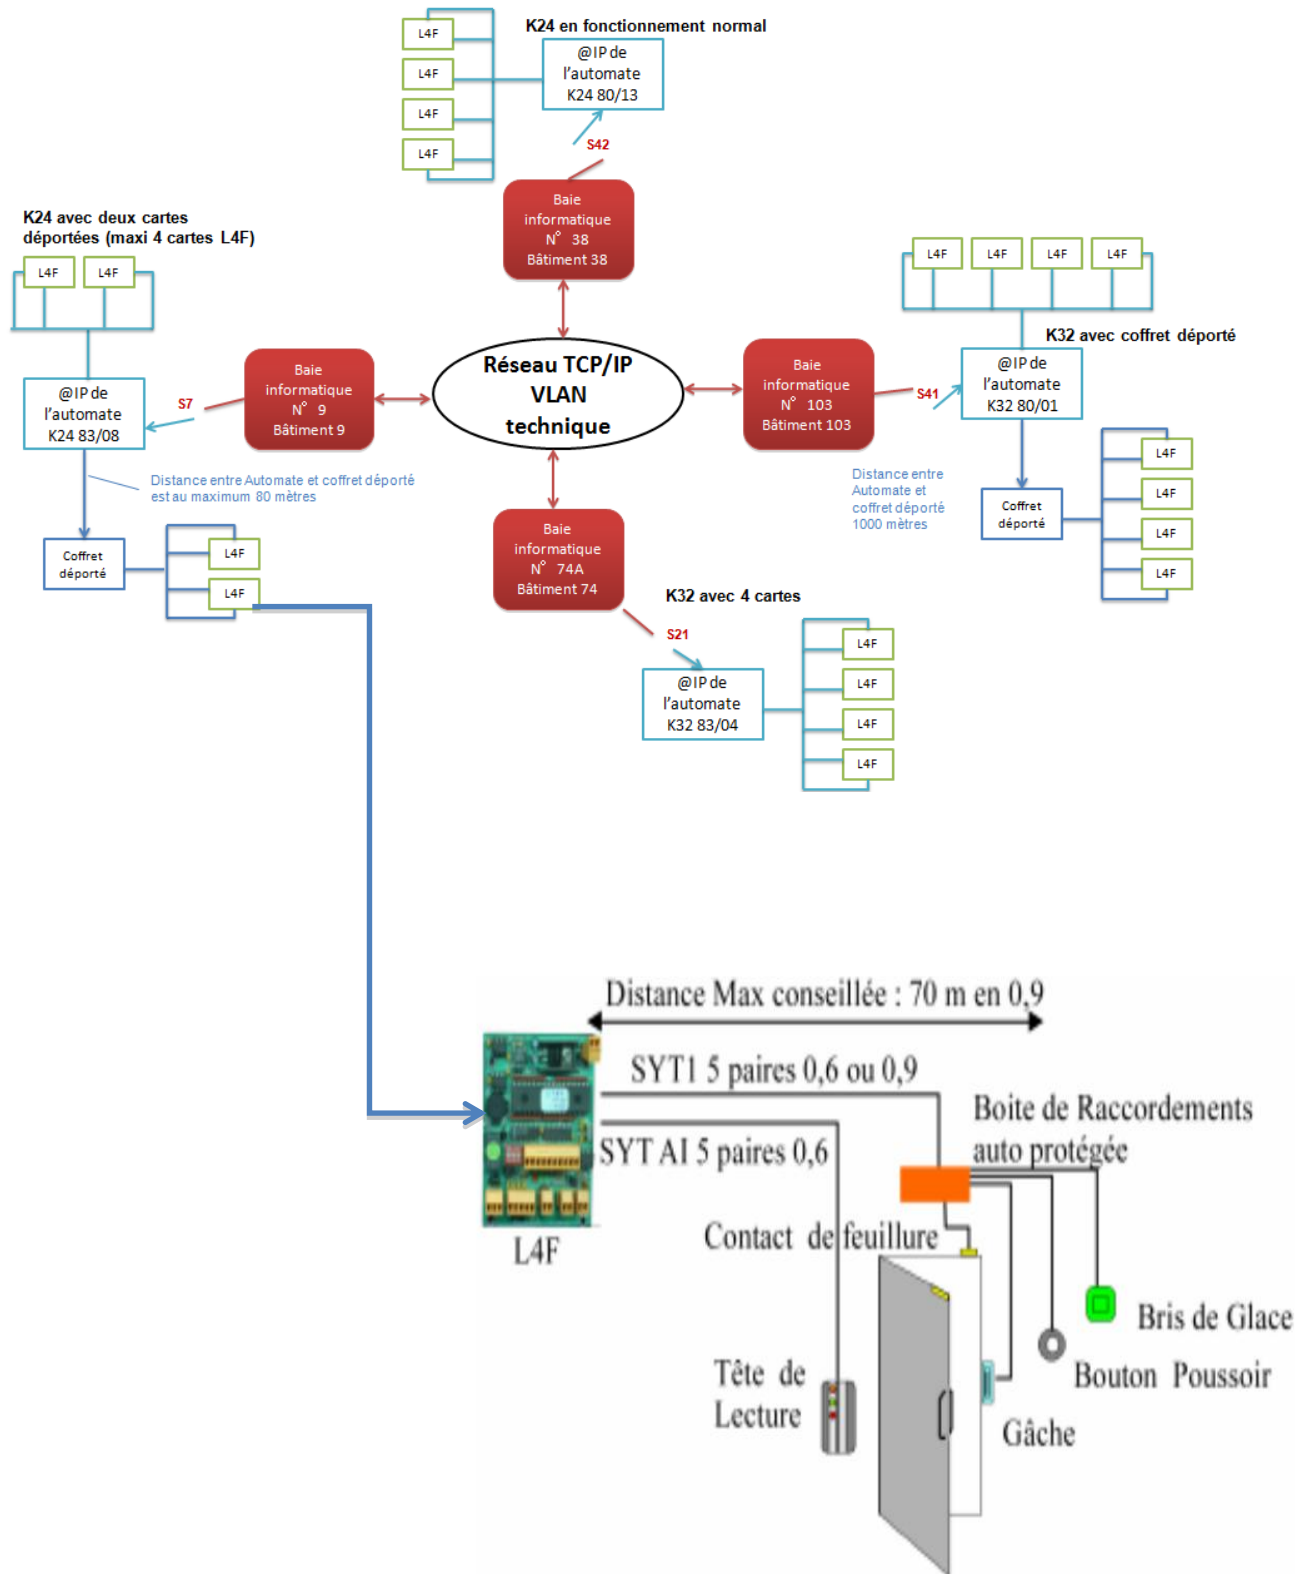 K24 en fonctionnement normal
L4F
L4F
L4F
L4F
@IP de
l'automate
K24 80/13
S42
Baie
informatique
N° 38
Bâtiment 38
K24 avec deux cartes
déportées (maxi 4 cartes L4F)
L4F
L4F
@IP de
l'automate
K24 83/08
S7
Baie
informatique
N° 9
Bâtiment 9
Réseau TCP/IP
VLAN
technique
Baie
informatique
N° 103
Bâtiment 103
S41
L4F
L4F
L4F
L4F
K32 avec coffret déporté
@IP de
l'automate
K32 80/01
Distance entre Automate et coffret déporté
est au maximum 80 mètres
Coffret
déporté
L4F
L4F
Distance entre
Automate et
coffret déporté
1000 mètres
Coffret
déporté
L4F
L4F
L4F
L4F
Baie
informatique
N° 74A
Bâtiment 74
S21
K32 avec 4 cartes
@IP de
l'automate
K32 83/04
L4F
L4F
L4F
L4F
Distance Max conseillée : 70 m en 0,9
SYT1 5 paires 0,6 ou 0,9
SYT AI 5 paires 0,6
Boite de Raccordements
auto protégée
L4F
Contact de feuillure
Bris de Glace
Bouton Poussoir
Tête de
Lecture
Gâche